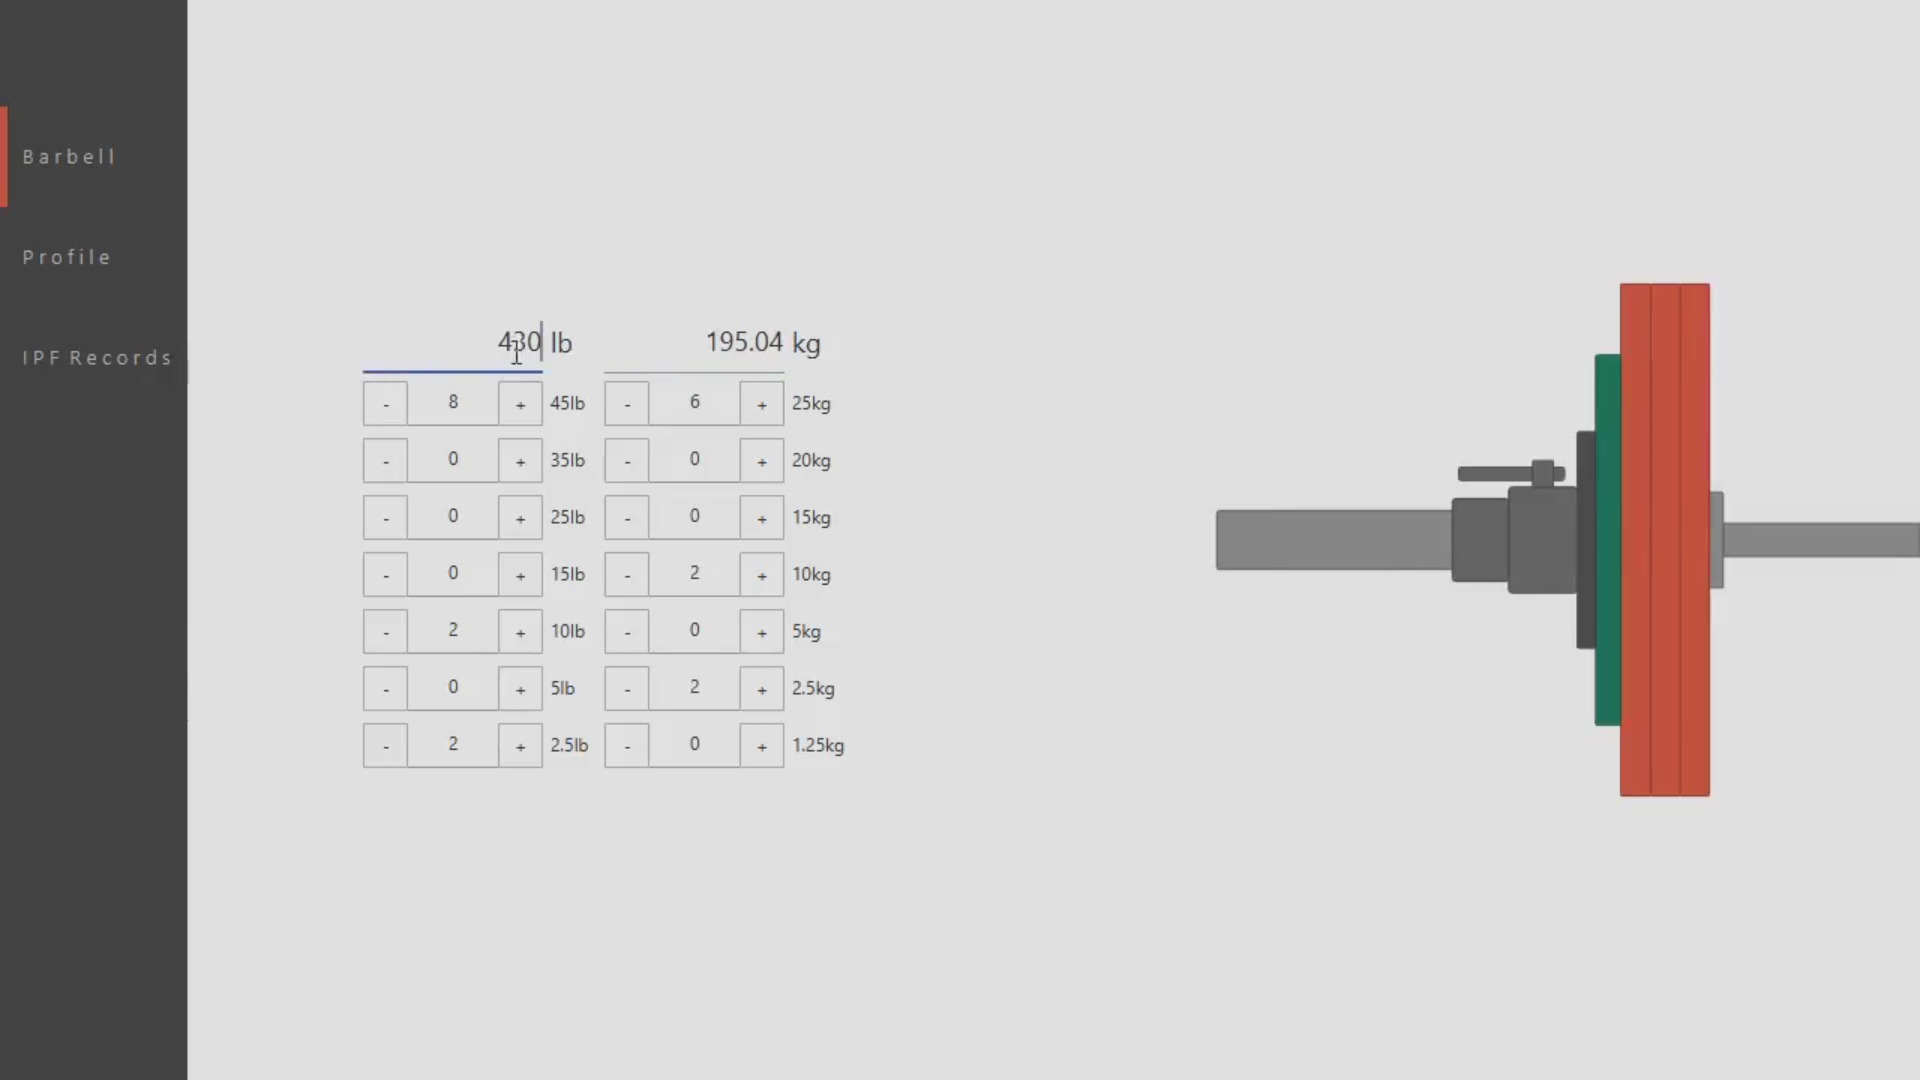 Barbell
Profile
IPF Records
430 lb 195.04 kg
- 8 + 45lb - 6 + 25kg
- 0 + 35lb - 0 + 20kg
- 0 + 25lb - 0 + 15kg
- 0 + 15lb - 2 + 10kg
- 2 + 10lb - 0 + 5kg
- 0 + 5lb - 2 + 2.5kg
- 2 + 2.5lb - 0 + 1.25kg